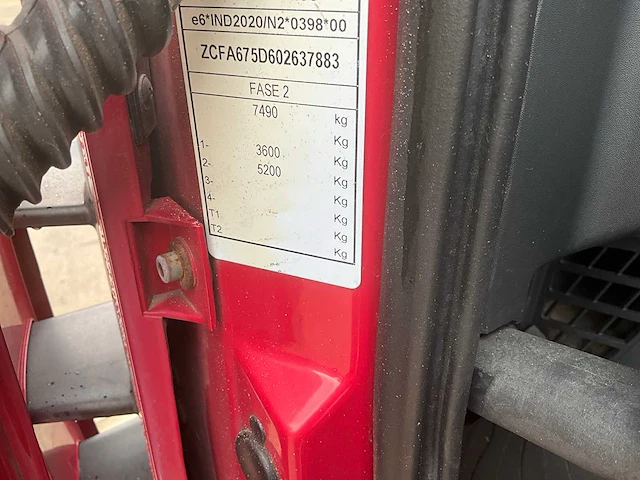 e6*IND2020/N2*0398*00
ZCFA675D602637883
FASE 2
7490 kg
Kg
1- 3600 Kg
2- 5200 Kg
3- Kg
4- Kg
T1 Kg
T2 Kg